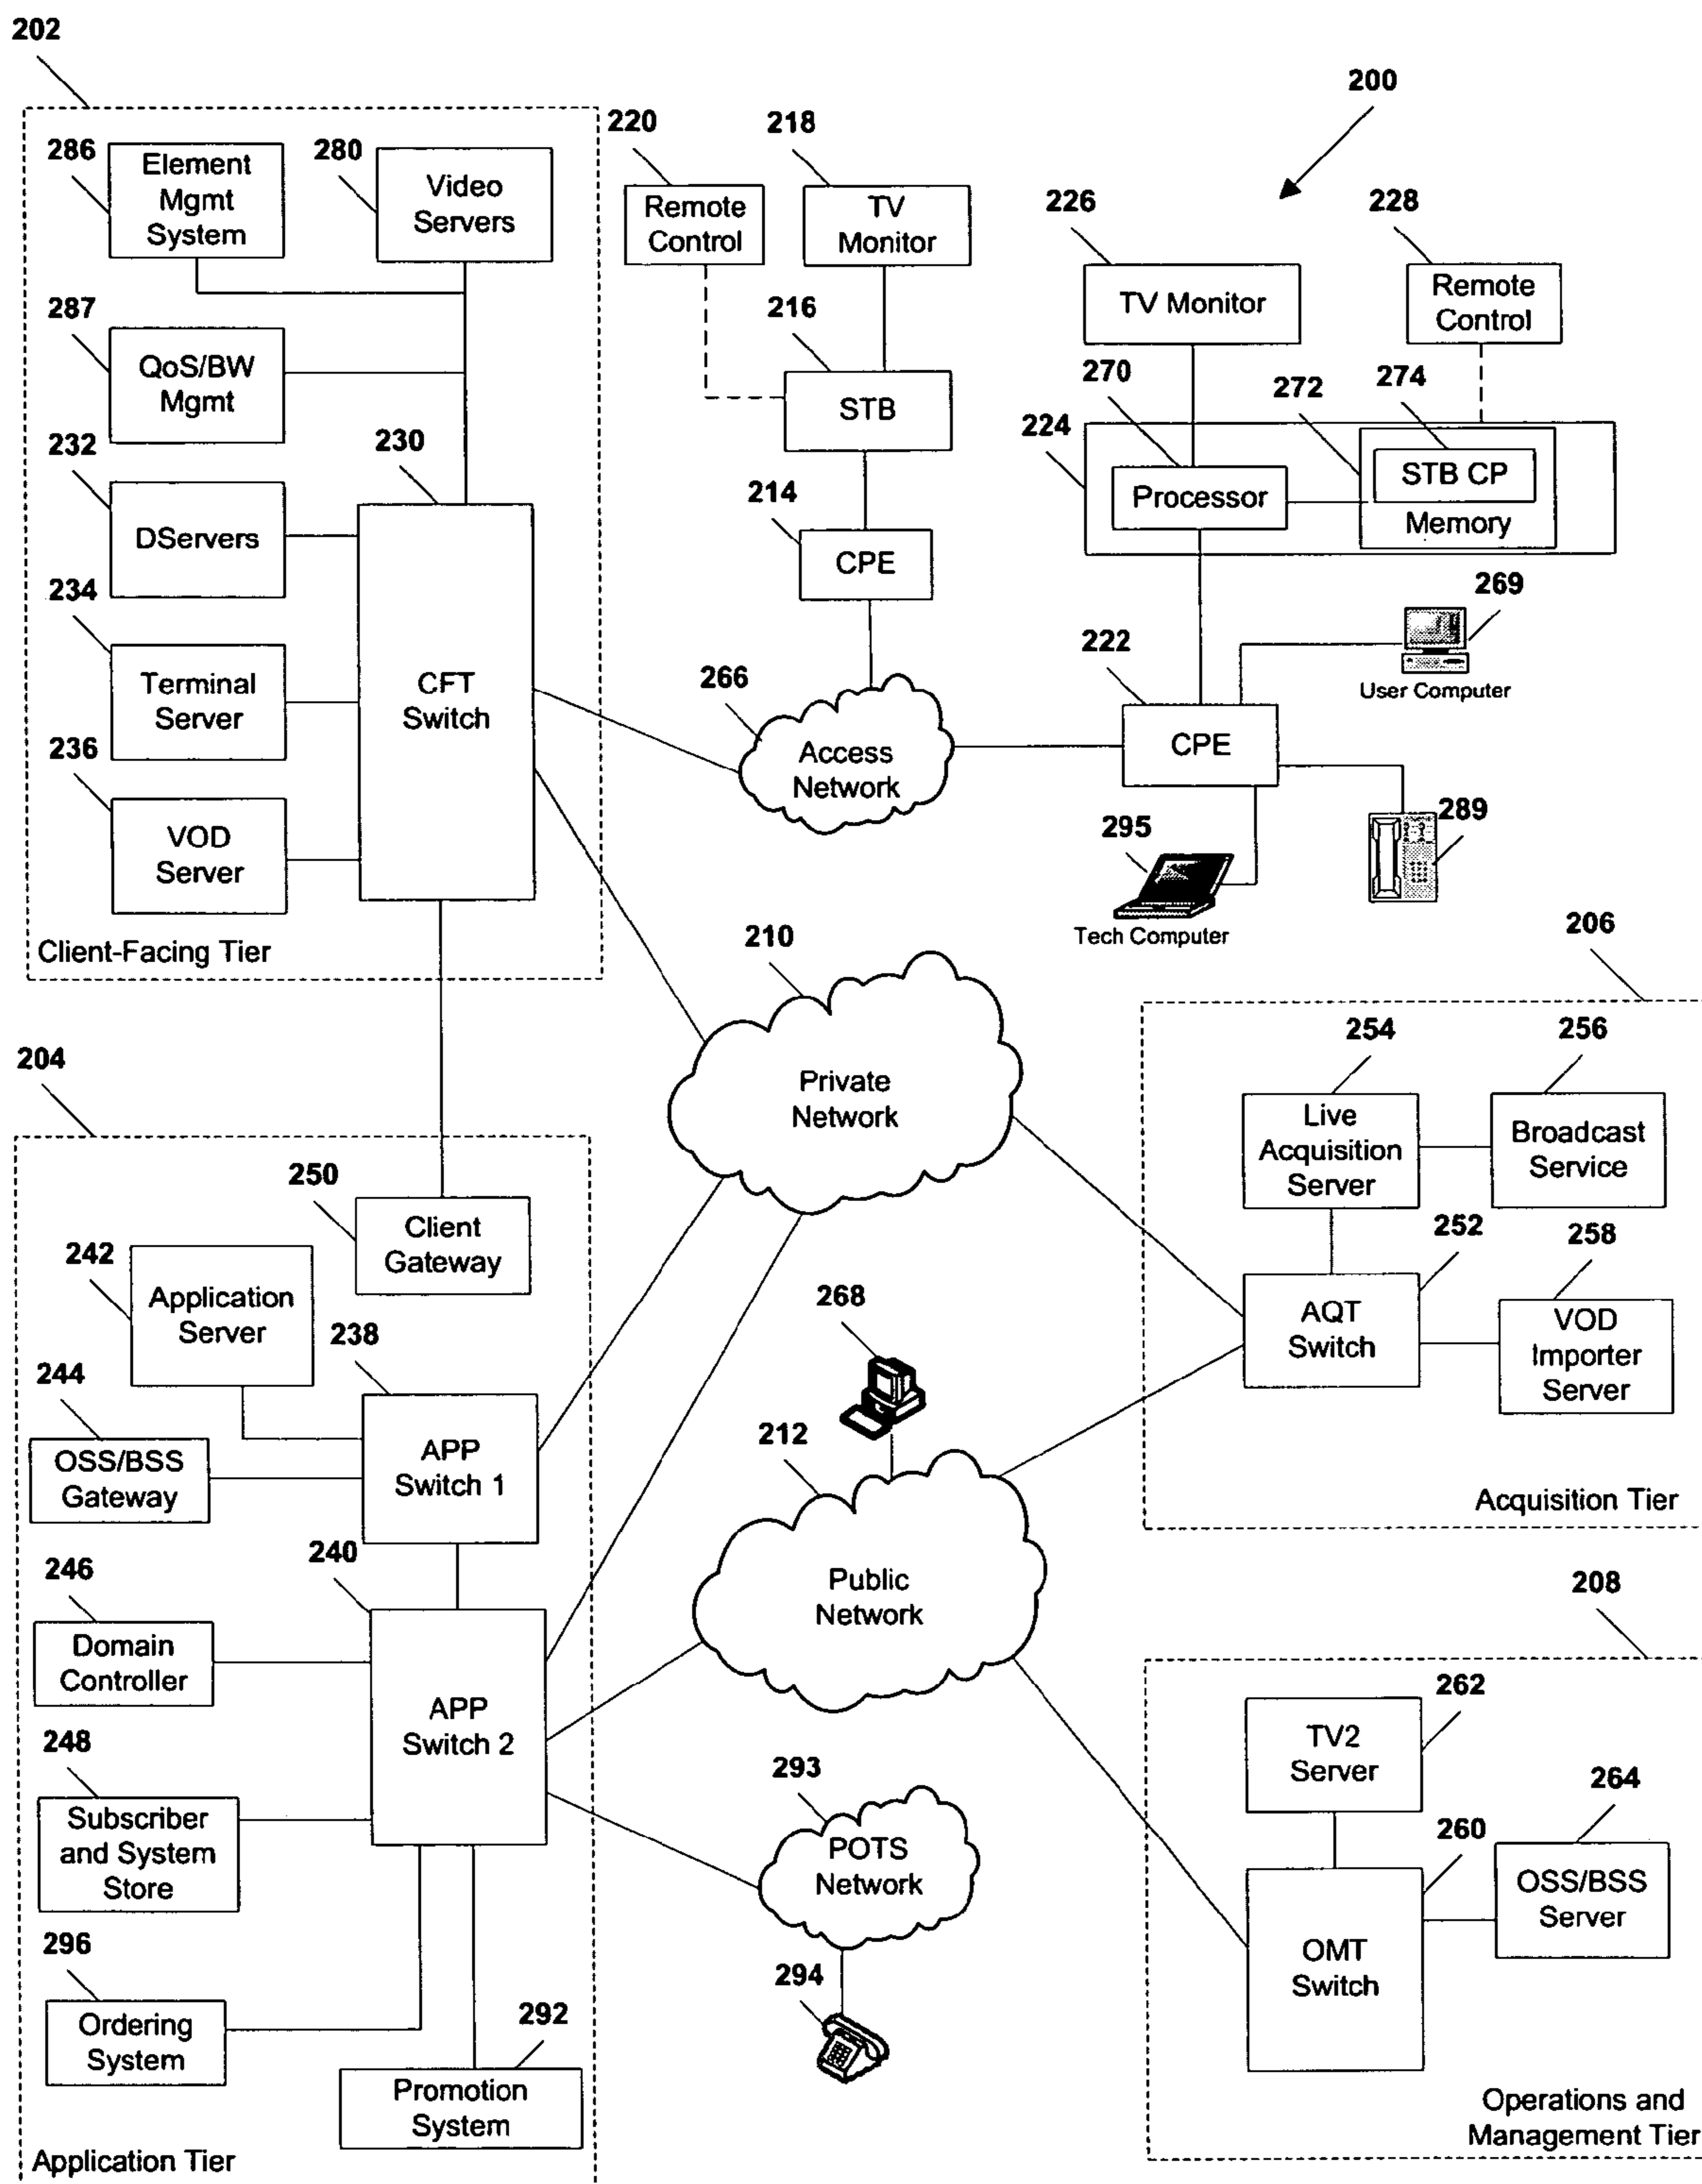 202
200
286
Element
Mgmt
System
280
Video
Servers
220
Remote
Control
218
TV
Monitor
226
TV Monitor
228
Remote
Control
287
QoS/BW
Mgmt
216
STB
270
272
274
224
Processor
STB CP
Memory
232
DServers
230
CFT
Switch
214
CPE
234
Terminal
Server
236
VOD
Server
Client-Facing Tier
266
Access
Network
222
CPE
269
User Computer
295
Tech Computer
289
210
Private
Network
206
254
Live
Acquisition
Server
256
Broadcast
Service
252
AQT
Switch
258
VOD
Importer
Server
Acquisition Tier
204
250
Client
Gateway
242
Application
Server
238
APP
Switch 1
244
OSS/BSS
Gateway
268
212
Public
Network
240
APP
Switch 2
246
Domain
Controller
248
Subscriber
and System
Store
296
Ordering
System
292
Promotion
System
Application Tier
293
POTS
Network
294
208
262
TV2
Server
264
OSS/BSS
Server
260
OMT
Switch
Operations and
Management Tier